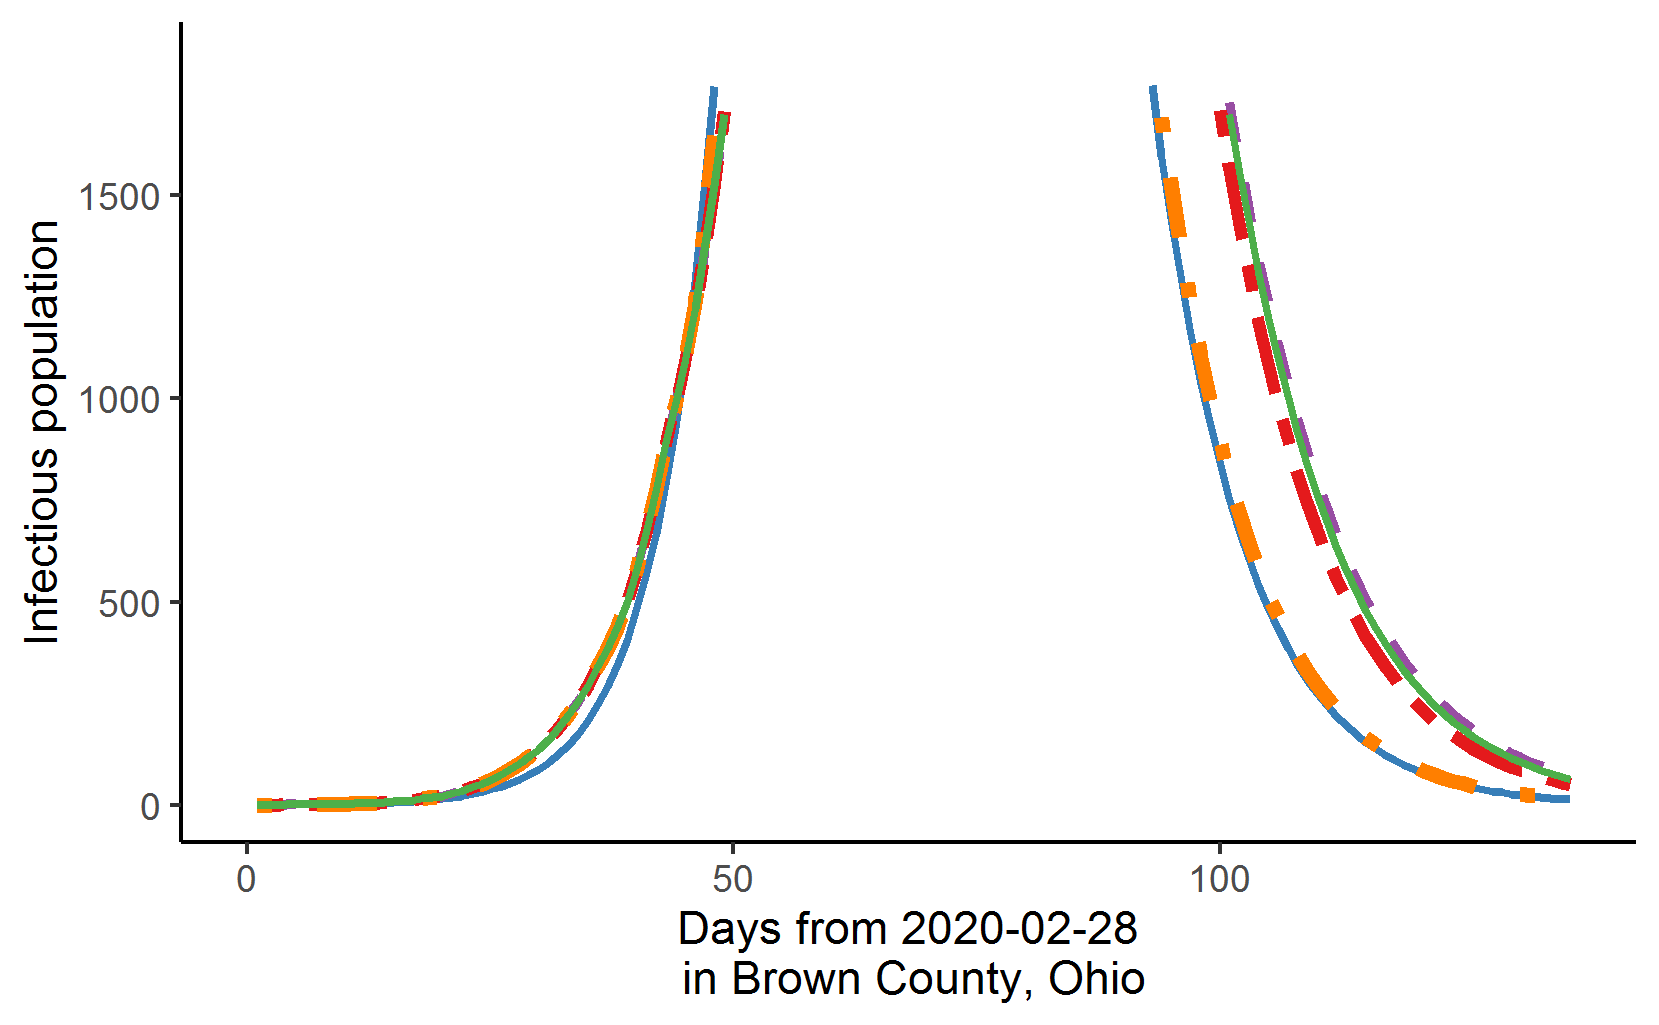 Infectious population
1500
1000
500
0
0 50 100
Days from 2020-02-28
in Brown County, Ohio